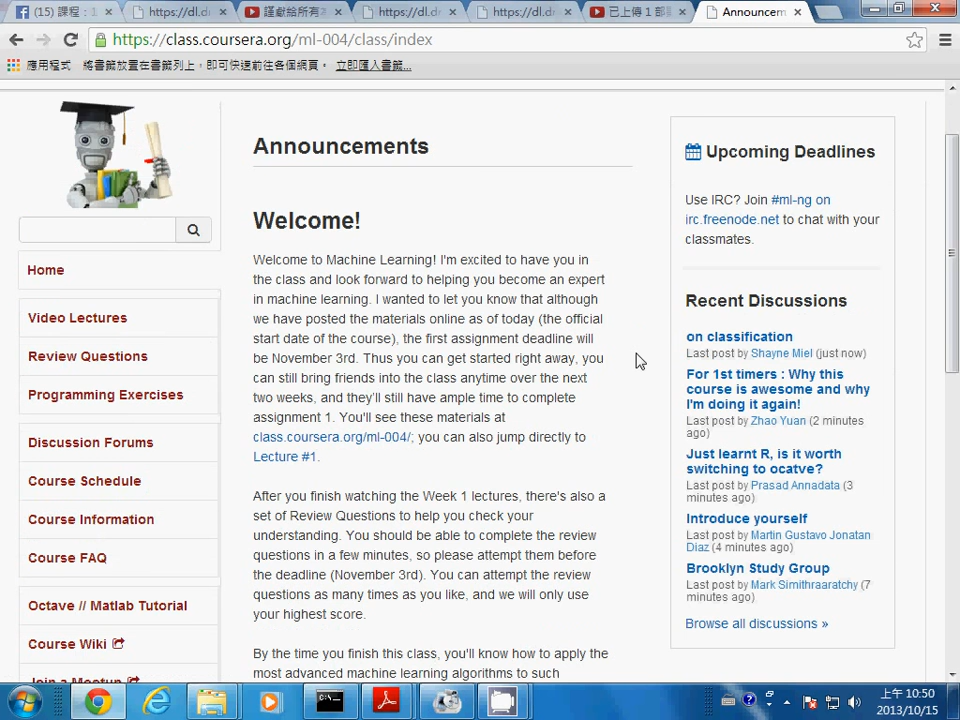 (15) 課程：1
https://dl.d
謹獻給所有
https://dl.d
https://dl.d
已上傳 1 部
Announcem
https://class.coursera.org/ml-004/class/index
應用程式 將書籤放置在書籤列上，即可快速前往各個網頁。 立即匯入書籤...
Home
Video Lectures
Review Questions
Programming Exercises
Discussion Forums
Course Schedule
Course Information
Course FAQ
Octave // Matlab Tutorial
Course Wiki
Join a Meetup
Announcements
Welcome!
Welcome to Machine Learning! I'm excited to have you in
the class and look forward to helping you become an expert
in machine learning. I wanted to let you know that although
we have posted the materials online as of today (the official
start date of the course), the first assignment deadline will
be November 3rd. Thus you can get started right away, you
can still bring friends into the class anytime over the next
two weeks, and they'll still have ample time to complete
assignment 1. You'll see these materials at
class.coursera.org/ml-004/; you can also jump directly to
Lecture #1.
After you finish watching the Week 1 lectures, there's also a
set of Review Questions to help you check your
understanding. You should be able to complete the review
questions in a few minutes, so please attempt them before
the deadline (November 3rd). You can attempt the review
questions as many times as you like, and we will only use
your highest score.
By the time you finish this class, you'll know how to apply the
most advanced machine learning algorithms to such
Upcoming Deadlines
Use IRC? Join #ml-ng on
irc.freenode.net to chat with your
classmates.
Recent Discussions
on classification
Last post by Shayne Miel (just now)
For 1st timers : Why this
course is awesome and why
I'm doing it again!
Last post by Zhao Yuan (2 minutes
ago)
Just learnt R, is it worth
switching to ocatve?
Last post by Prasad Annadata (3
minutes ago)
Introduce yourself
Last post by Martin Gustavo Jonatan
Diaz (4 minutes ago)
Brooklyn Study Group
Last post by Mark Simithraaratchy (7
minutes ago)
Browse all discussions »
上午 10:50
2013/10/15